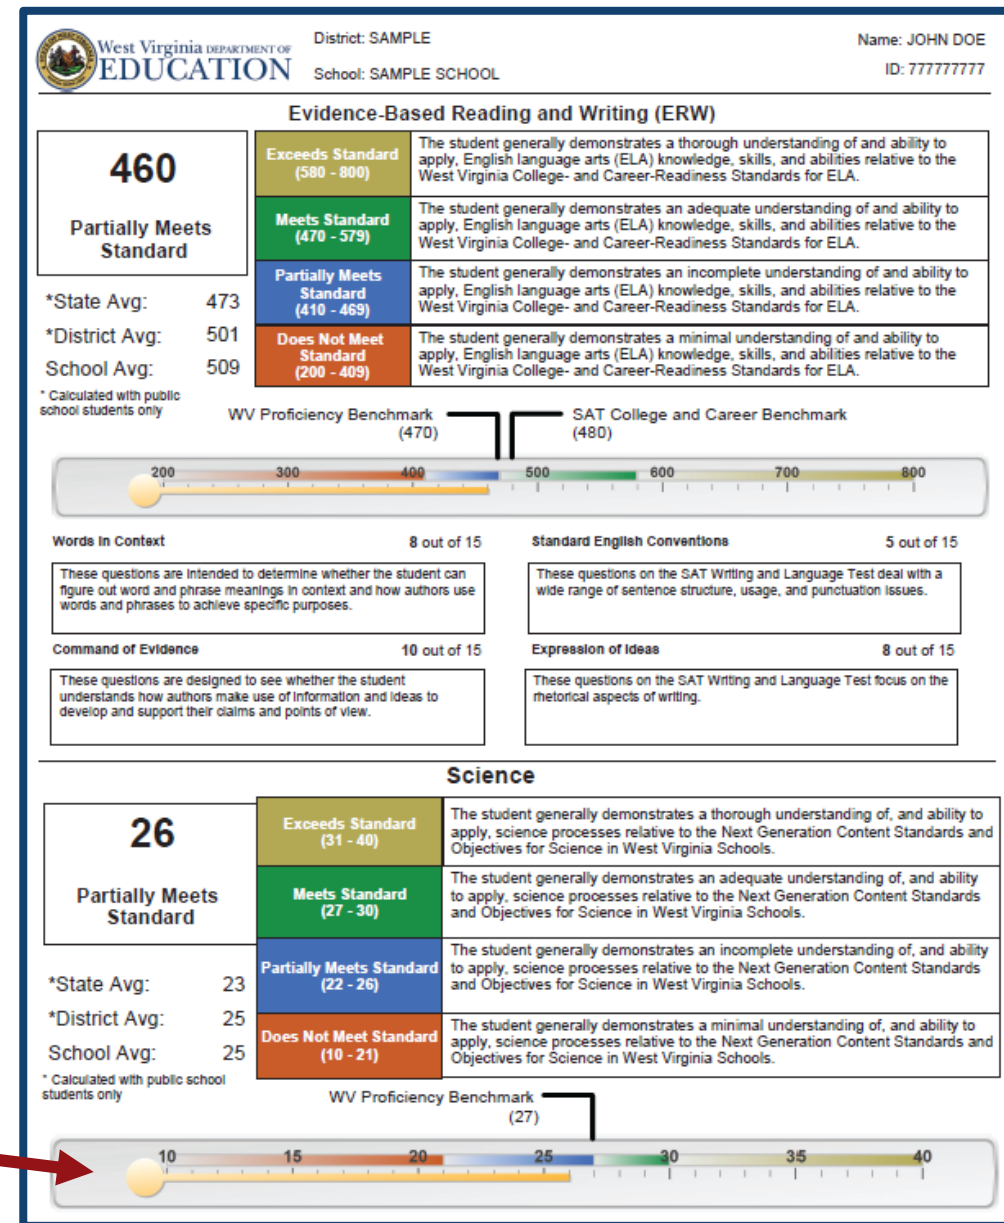 West Virginia DEPARTMENT OF
EDUCATION
District: SAMPLE
School: SAMPLE SCHOOL
Name: JOHN DOE
ID: 777777777
Evidence-Based Reading and Writing (ERW)
460
Partially Meets
Standard
*State Avg: 473
*District Avg: 501
School Avg: 509
* Calculated with public
school students only
Exceeds Standard
(580 - 800)
The student generally demonstrates a thorough understanding of and ability to
apply, English language arts (ELA) knowledge, skills, and abilities relative to the
West Virginia College- and Career-Readiness Standards for ELA.
Meets Standard
(470 - 579)
The student generally demonstrates an adequate understanding of and ability to
apply, English language arts (ELA) knowledge, skills, and abilities relative to the
West Virginia College- and Career-Readiness Standards for ELA.
Partially Meets
Standard
(410 - 469)
The student generally demonstrates an incomplete understanding of and ability to
apply, English language arts (ELA) knowledge, skills, and abilities relative to the
West Virginia College- and Career-Readiness Standards for ELA.
Does Not Meet
Standard
(200 - 409)
The student generally demonstrates a minimal understanding of and ability to
apply, English language arts (ELA) knowledge, skills, and abilities relative to the
West Virginia College- and Career-Readiness Standards for ELA.
WV Proficiency Benchmark
(470)
SAT College and Career Benchmark
(480)
200 300 400 500 600 700 800
Words in Context 8 out of 15
These questions are intended to determine whether the student can
figure out word and phrase meanings in context and how authors use
words and phrases to achieve specific purposes.
Standard English Conventions 5 out of 15
These questions on the SAT Writing and Language Test deal with a
wide range of sentence structure, usage, and punctuation issues.
Command of Evidence 10 out of 15
These questions are designed to see whether the student
understands how authors make use of information and ideas to
develop and support their claims and points of view.
Expression of Ideas 8 out of 15
These questions on the SAT Writing and Language Test focus on the
rhetorical aspects of writing.
Science
26
Partially Meets
Standard
*State Avg: 23
*District Avg: 25
School Avg: 25
* Calculated with public school
students only
Exceeds Standard
(31 - 40)
The student generally demonstrates a thorough understanding of, and ability to
apply, science processes relative to the Next Generation Content Standards and
Objectives for Science in West Virginia Schools.
Meets Standard
(27 - 30)
The student generally demonstrates an adequate understanding of, and ability
to apply, science processes relative to the Next Generation Content Standards
and Objectives for Science in West Virginia Schools.
Partially Meets Standard
(22 - 26)
The student generally demonstrates an incomplete understanding of, and ability
to apply, science processes relative to the Next Generation Content Standards
and Objectives for Science in West Virginia Schools.
Does Not Meet Standard
(10 - 21)
The student generally demonstrates a minimal understanding of, and ability to
apply, science processes relative to the Next Generation Content Standards and
Objectives for Science in West Virginia Schools.
WV Proficiency Benchmark
(27)
10 15 20 25 30 35 40